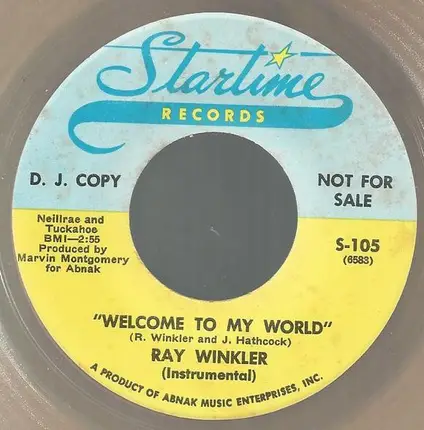 Startime
RECORDS
D. J. COPY
NOT FOR
SALE
Neillrae and
Tuckahoe
BMI—2:55
Produced by
Marvin Montgomery
for Abnak
S-105
(6583)
"WELCOME TO MY WORLD"
(R. Winkler and J. Hathcock)
RAY WINKLER
(Instrumental)
A PRODUCT OF ABNAK MUSIC ENTERPRISES, INC.